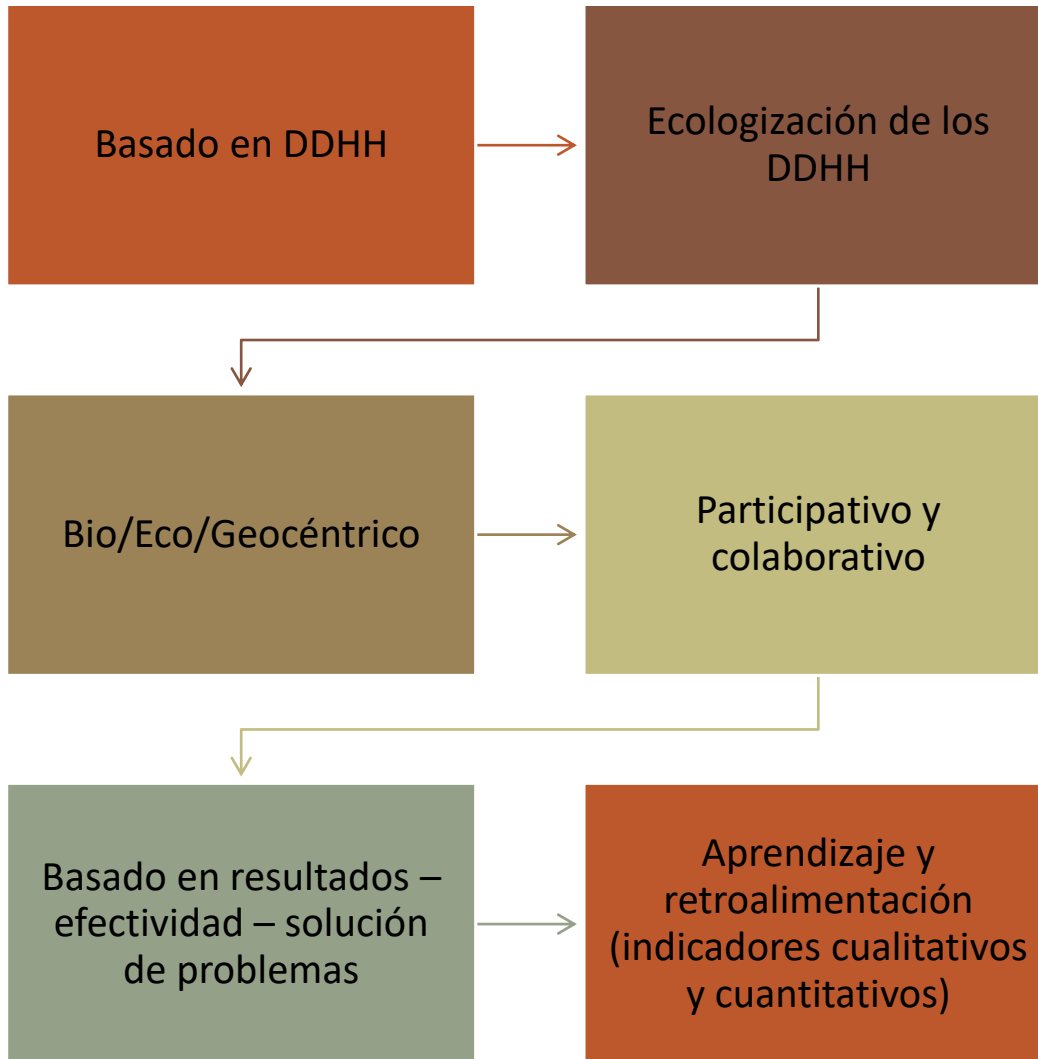 Basado en DDHH
Ecologización de los
DDHH
Bio/Eco/Geocéntrico
Participativo y
colaborativo
Basado en resultados –
efectividad – solución
de problemas
Aprendizaje y
retroalimentación
(indicadores cualitativos
y cuantitativos)